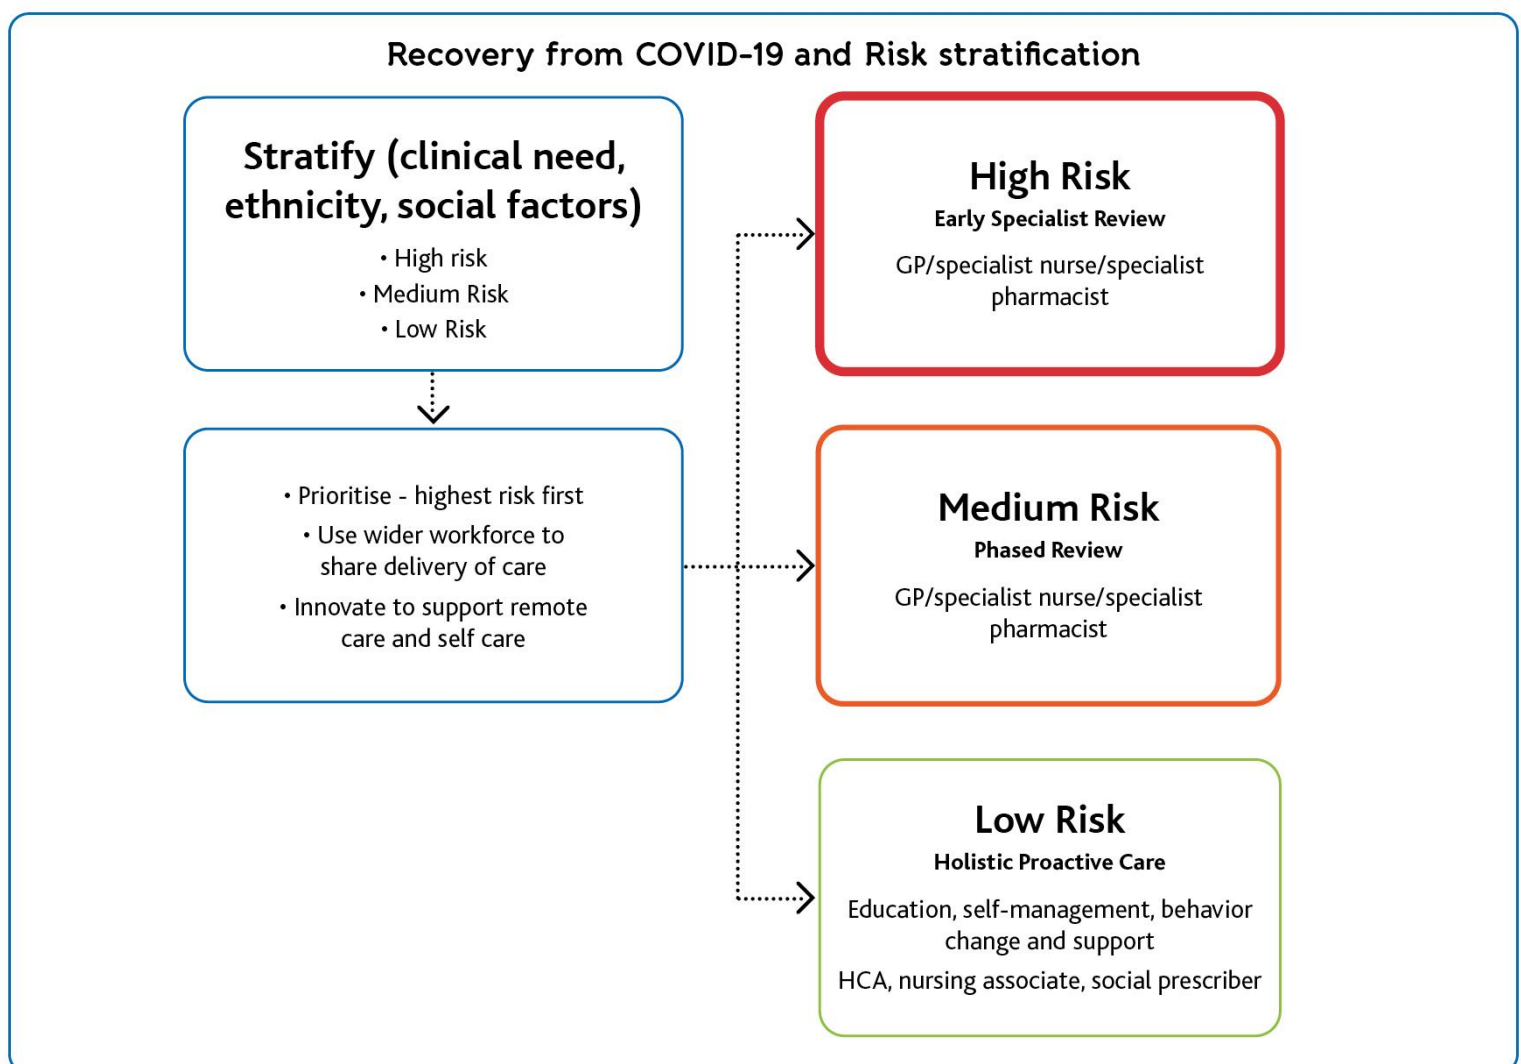 Recovery from COVID-19 and Risk stratification
Stratify (clinical need,
ethnicity, social factors)
• High risk
• Medium Risk
• Low Risk
• Prioritise - highest risk first
• Use wider workforce to
share delivery of care
• Innovate to support remote
care and self care
High Risk
Early Specialist Review
GP/specialist nurse/specialist
pharmacist
Medium Risk
Phased Review
GP/specialist nurse/specialist
pharmacist
Low Risk
Holistic Proactive Care
Education, self-management, behavior
change and support
HCA, nursing associate, social prescriber